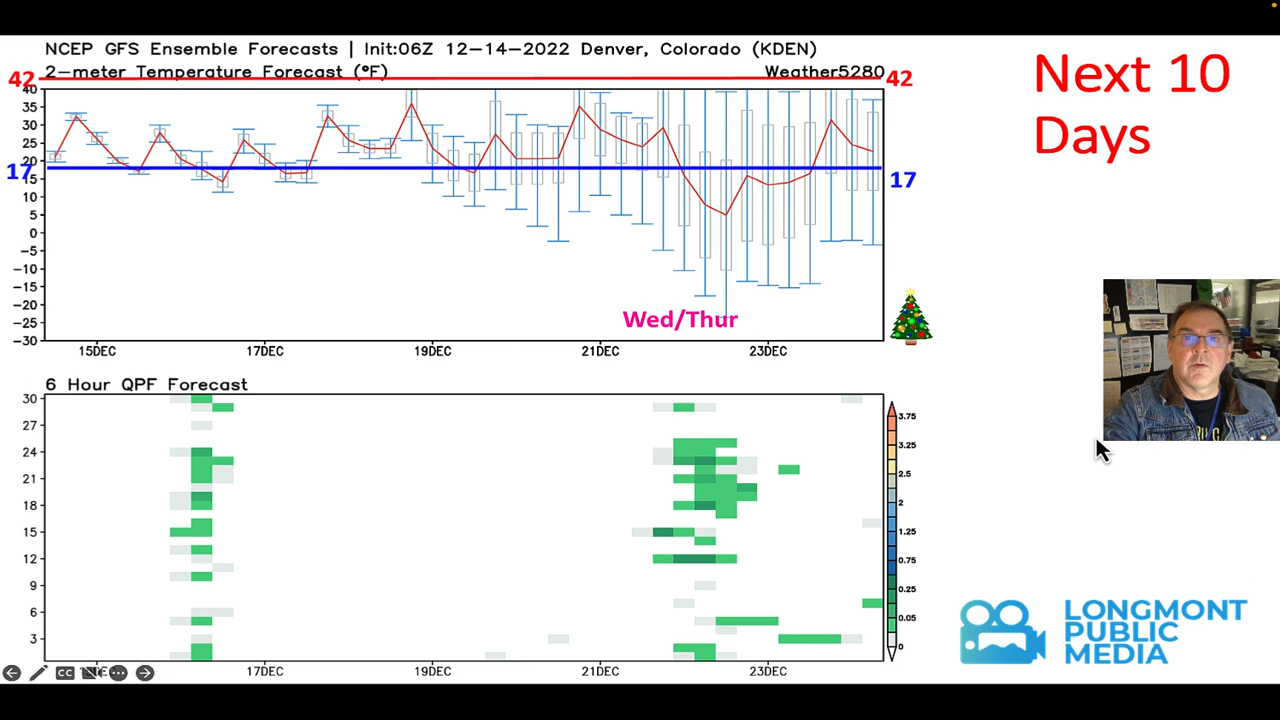 NCEP GFS Ensemble Forecasts | Init:06Z 12-14-2022 Denver, Colorado (KDEN)
2-meter Temperature Forecast (°F)
Weather5280
Next 10
Days
42
42
40
35
30
25
20
15
10
5
0
-5
-10
-15
-20
-25
-30
17
17
Wed/Thur
15DEC
17DEC
19DEC
21DEC
23DEC
6 Hour QPF Forecast
30
27
24
21
18
15
12
9
6
3
3.75
3.25
2.5
2
1.25
0.75
0.25
0.05
0
17DEC
19DEC
21DEC
23DEC
CC
LONGMONT
PUBLIC
MEDIA